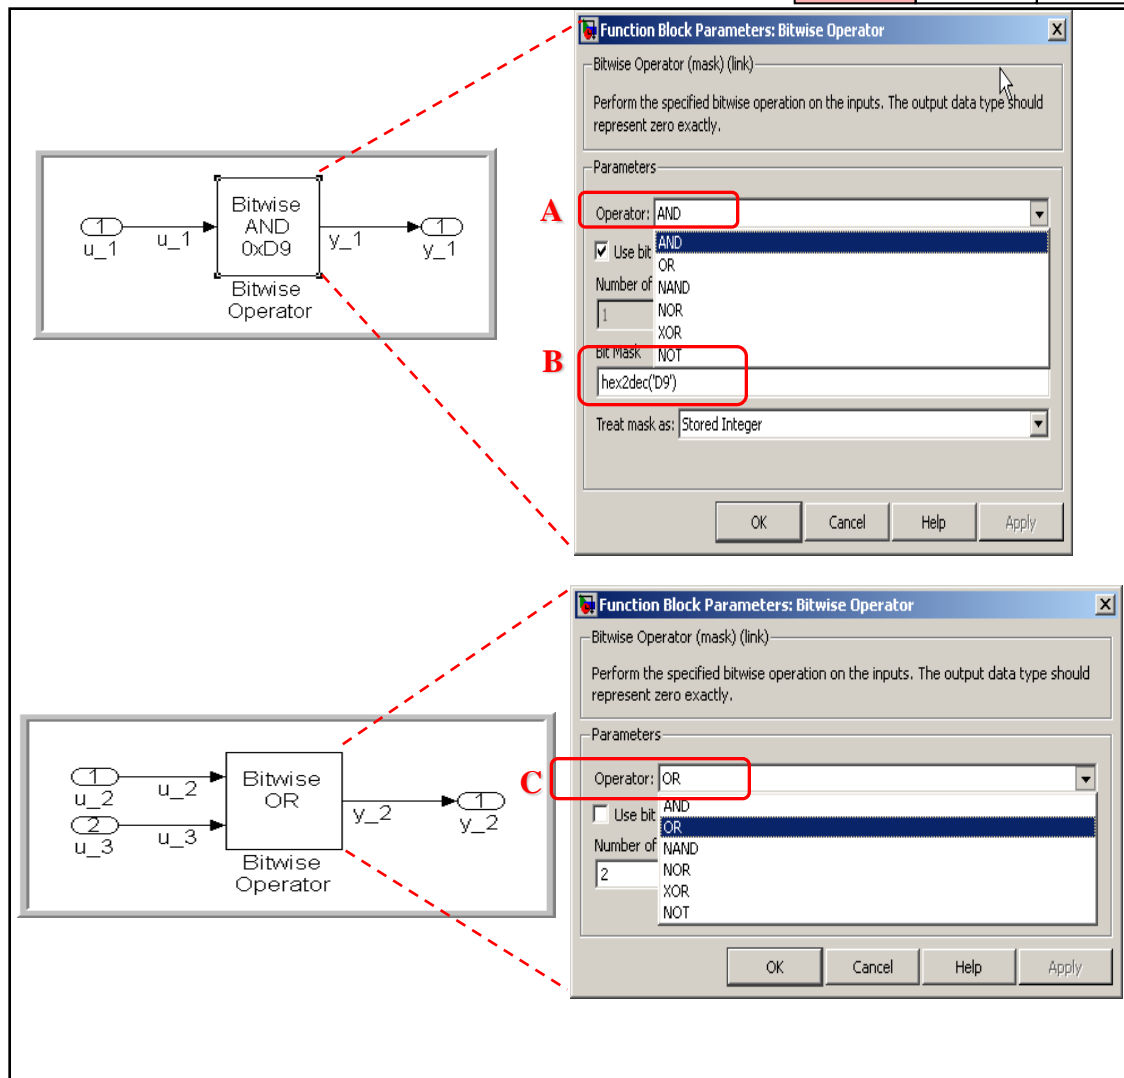 Function Block Parameters: Bitwise Operator
X
Bitwise Operator (mask) (link)
Perform the specified bitwise operation on the inputs. The output data type should
represent zero exactly.
Parameters
A
Operator: AND
AND
Use bit
OR
NAND
Number of
NOR
1
XOR
Bit Mask
NOT
B
hex2dec('D9')
Treat mask as: Stored Integer
OK Cancel Help Apply
1
u_1
u_1
Bitwise
AND
0xD9
y_1
1
y_1
Bitwise
Operator
Function Block Parameters: Bitwise Operator
X
Bitwise Operator (mask) (link)
Perform the specified bitwise operation on the inputs. The output data type should
represent zero exactly.
Parameters
C
Operator: OR
AND
Use bit
OR
Number of
NAND
2
NOR
XOR
NOT
OK Cancel Help Apply
1
u_2
u_2
2
u_3
u_3
Bitwise
OR
y_2
1
y_2
Bitwise
Operator